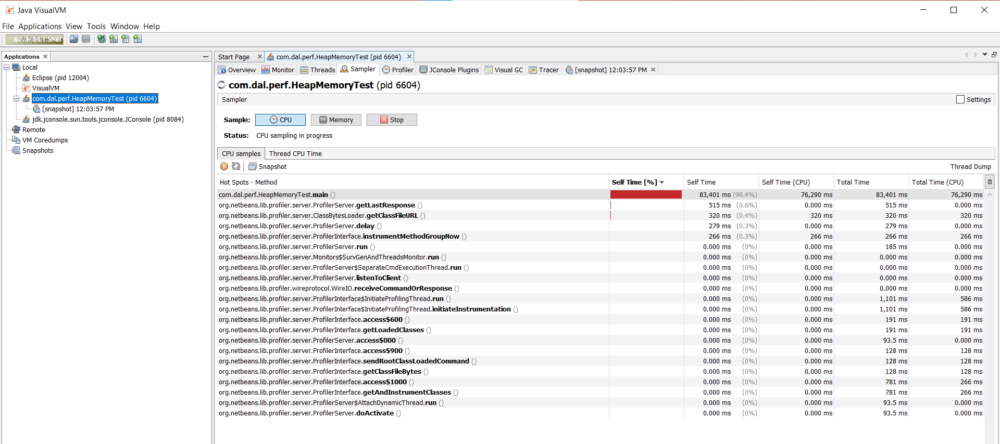 Java VisualVM
File Applications View Tools Window Help
62.3/113.5MB
Applications
Local
Eclipse (pid 12004)
VisualVM
com.dal.perf.HeapMemoryTest (pid 6604)
[snapshot] 12:03:57 PM
jdk.jconsole.sun.tools.jconsole.JConsole (pid 8084)
Remote
VM Coredumps
Snapshots
Start Page com.dal.perf.HeapMemoryTest (pid 6604)
Overview Monitor Threads Sampler Profiler JConsole Plugins Visual GC Tracer [snapshot] 12:03:57 PM
com.dal.perf.HeapMemoryTest (pid 6604)
Sampler Settings
Sample: CPU Memory Stop
Status: CPU sampling in progress
CPU samples Thread CPU Time
Snapshot Thread Dump
Hot Spots - Method Self Time [%] Self Time Self Time (CPU) Total Time Total Time (CPU)
com.dal.perf.HeapMemoryTest.main () 83,401 ms (98.4%) 76,290 ms 83,401 ms 76,290 ms
org.netbeans.lib.profiler.server.ProfilerServer.getLastResponse () 515 ms (0.6%) 0.000 ms 515 ms 0.000 ms
org.netbeans.lib.profiler.server.ClassBytesLoader.getClassFileURL () 320 ms (0.4%) 320 ms 320 ms 320 ms
org.netbeans.lib.profiler.server.ProfilerServer.delay () 279 ms (0.3%) 0.000 ms 279 ms 0.000 ms
org.netbeans.lib.profiler.server.ProfilerInterface.instrumentMethodGroupNow () 266 ms (0.3%) 266 ms 266 ms 266 ms
org.netbeans.lib.profiler.server.ProfilerServer.run () 0.000 ms (0%) 0.000 ms 185 ms 0.000 ms
org.netbeans.lib.profiler.server.Monitors$SurvGenAndThreadsMonitor.run () 0.000 ms (0%) 0.000 ms 0.000 ms 0.000 ms
org.netbeans.lib.profiler.server.ProfilerServer$SeparateCmdExecutionThread.run () 0.000 ms (0%) 0.000 ms 0.000 ms 0.000 ms
org.netbeans.lib.profiler.server.ProfilerServer.listenToClient () 0.000 ms (0%) 0.000 ms 0.000 ms 0.000 ms
org.netbeans.lib.profiler.wireprotocol.WireIO.receiveCommandOrResponse () 0.000 ms (0%) 0.000 ms 0.000 ms 0.000 ms
org.netbeans.lib.profiler.server.ProfilerInterface$InitiateProfilingThread.run () 0.000 ms (0%) 0.000 ms 1,101 ms 586 ms
org.netbeans.lib.profiler.server.ProfilerInterface$InitiateProfilingThread.initiateInstrumentation () 0.000 ms (0%) 0.000 ms 1,101 ms 586 ms
org.netbeans.lib.profiler.server.ProfilerInterface.access$600 () 0.000 ms (0%) 0.000 ms 191 ms 191 ms
org.netbeans.lib.profiler.server.ProfilerInterface.getLoadedClasses () 0.000 ms (0%) 0.000 ms 191 ms 191 ms
org.netbeans.lib.profiler.server.ProfilerServer.access$000 () 0.000 ms (0%) 0.000 ms 93.5 ms 0.000 ms
org.netbeans.lib.profiler.server.ProfilerInterface.access$900 () 0.000 ms (0%) 0.000 ms 128 ms 128 ms
org.netbeans.lib.profiler.server.ProfilerInterface.sendRootClassLoadedCommand () 0.000 ms (0%) 0.000 ms 128 ms 128 ms
org.netbeans.lib.profiler.server.ProfilerInterface.getClassFileBytes () 0.000 ms (0%) 0.000 ms 128 ms 128 ms
org.netbeans.lib.profiler.server.ProfilerInterface.access$1000 () 0.000 ms (0%) 0.000 ms 781 ms 266 ms
org.netbeans.lib.profiler.server.ProfilerInterface.getAndInstrumentClasses () 0.000 ms (0%) 0.000 ms 781 ms 266 ms
org.netbeans.lib.profiler.server.ProfilerServer$AttachDynamicThread.run () 0.000 ms (0%) 0.000 ms 93.5 ms 0.000 ms
org.netbeans.lib.profiler.server.ProfilerServer.doActivate () 0.000 ms (0%) 0.000 ms 93.5 ms 0.000 ms